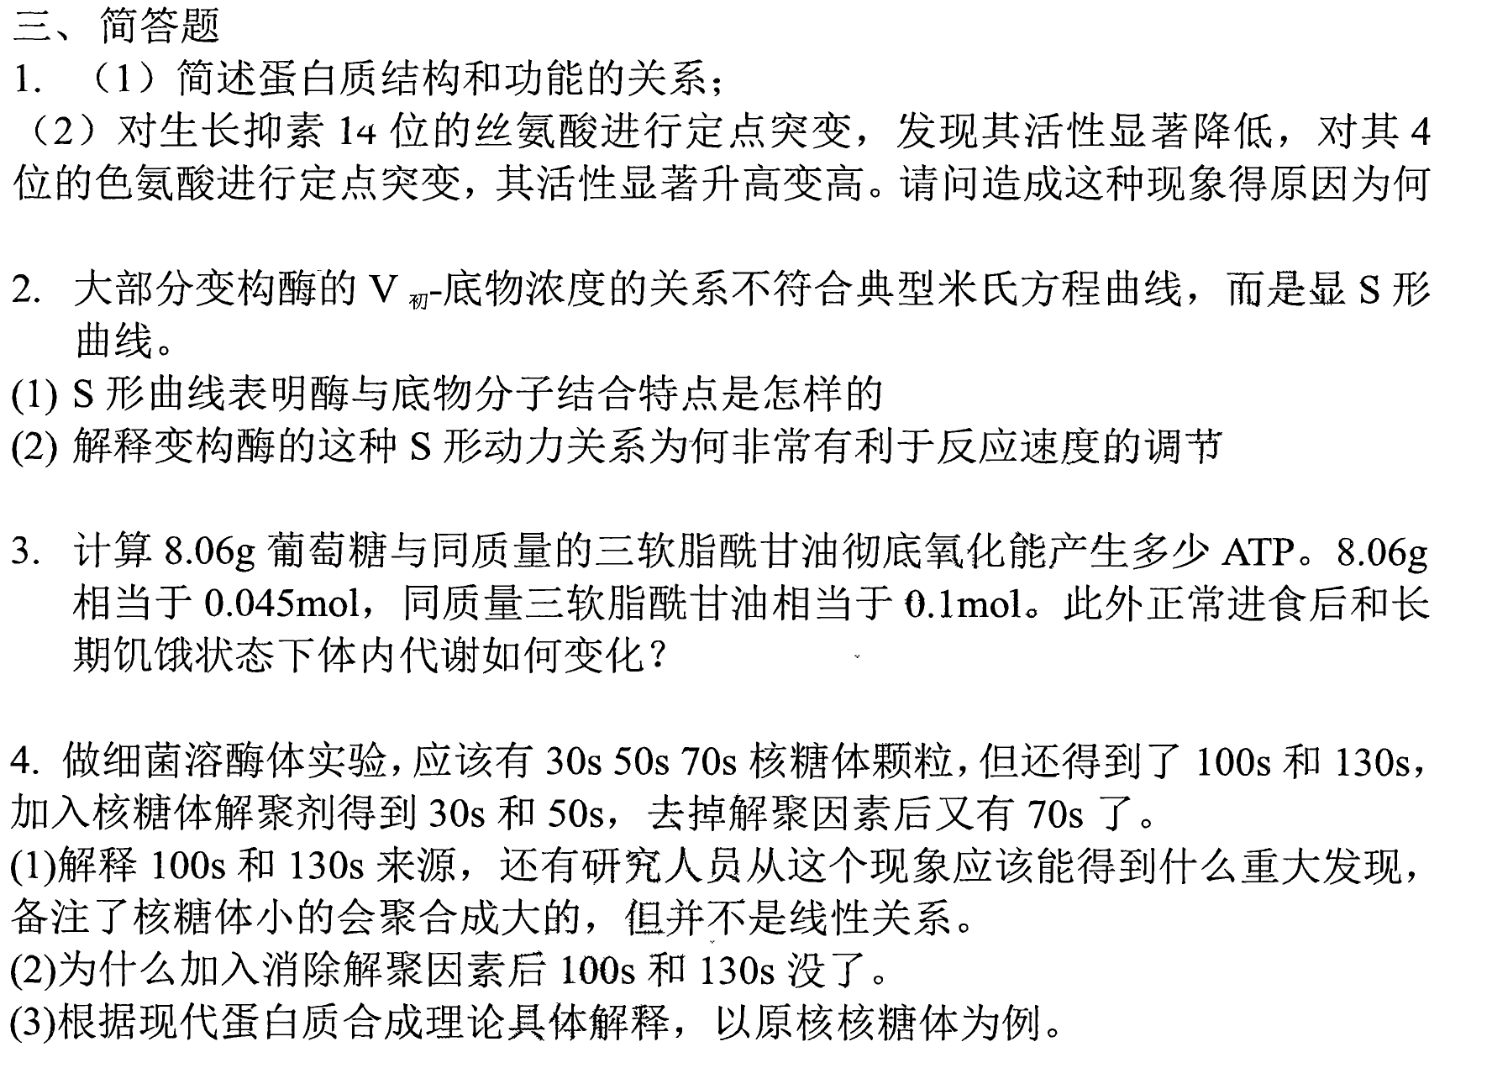 三、 简答题
1. （1）简述蛋白质结构和功能的关系；
（2）对生长抑素 14 位的丝氨酸进行定点突变，发现其活性显著降低，对其 4
位的色氨酸进行定点突变，其活性显著升高变高。请问造成这种现象得原因为何
2. 大部分变构酶的 V 初-底物浓度的关系不符合典型米氏方程曲线，而是显 S 形
曲线。
(1) S 形曲线表明酶与底物分子结合特点是怎样的
(2) 解释变构酶的这种 S 形动力关系为何非常有利于反应速度的调节
3. 计算 8.06g 葡萄糖与同质量的三软脂酰甘油彻底氧化能产生多少 ATP。8.06g
相当于 0.045mol，同质量三软脂酰甘油相当于 0.1mol。此外正常进食后和长
期饥饿状态下体内代谢如何变化？
4. 做细菌溶酶体实验，应该有 30s 50s 70s 核糖体颗粒，但还得到了 100s 和 130s，
加入核糖体解聚剂得到 30s 和 50s，去掉解聚因素后又有 70s 了。
(1)解释 100s 和 130s 来源，还有研究人员从这个现象应该能得到什么重大发现，
备注了核糖体小的会聚合成大的，但并不是线性关系。
(2)为什么加入消除解聚因素后 100s 和 130s 没了。
(3)根据现代蛋白质合成理论具体解释，以原核核糖体为例。